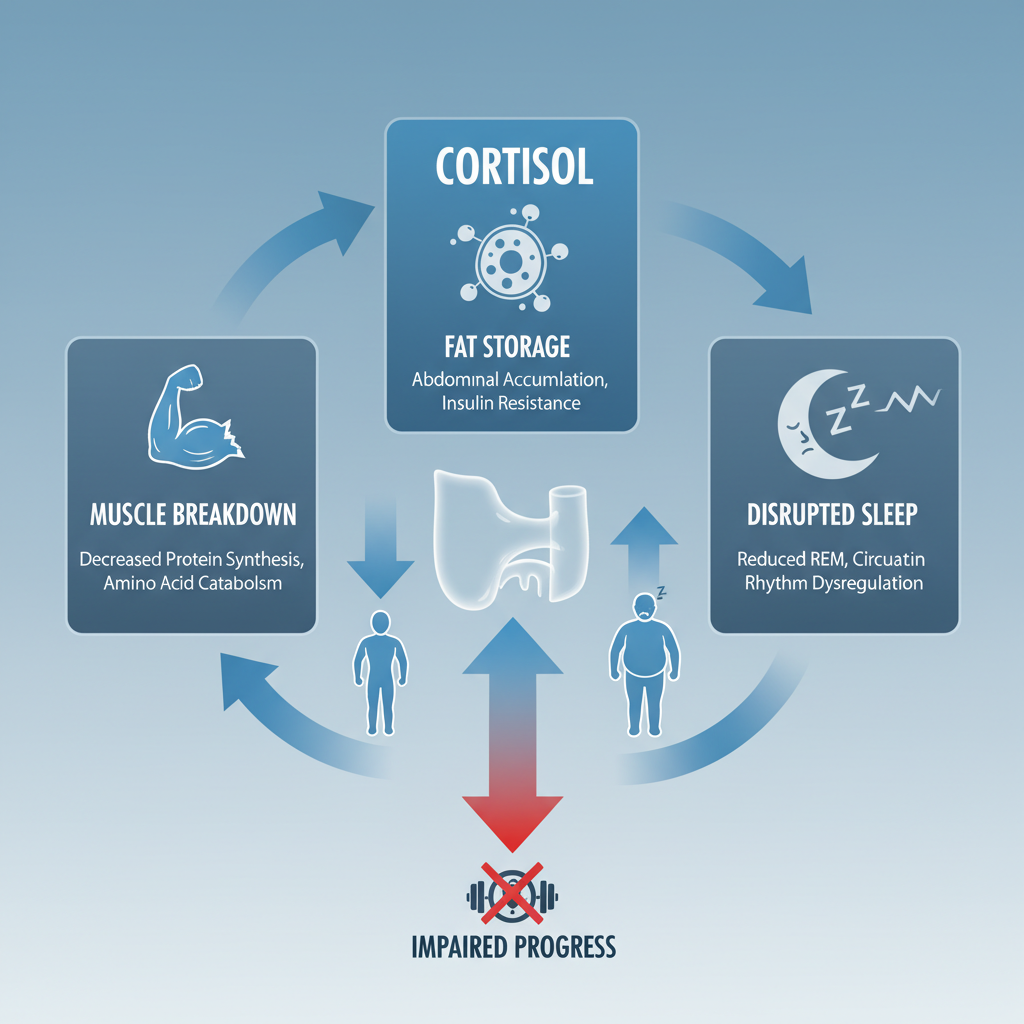 CORTISOL
FAT STORAGE
Abdomınal Accumlation,
Insulin Resistance
MUSCLE BREAKDOWN
Decreased Protein Synthesis,
Amino Acid Catabolsm
Z Z
DISRUPTED SLEEP
Reduced REM, Circuatin
Rhythm Dysregulation
z
IMPAIRED PROGRESS